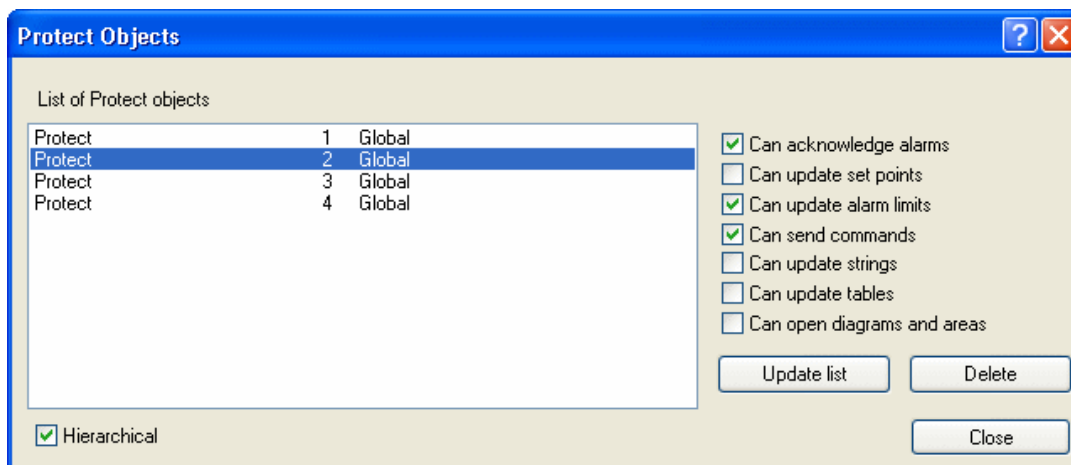 Protect Objects
List of Protect objects
Protect 1 Global
Protect 2 Global
Protect 3 Global
Protect 4 Global
Can acknowledge alarms
Can update set points
Can update alarm limits
Can send commands
Can update strings
Can update tables
Can open diagrams and areas
Update list Delete
Hierarchical Close